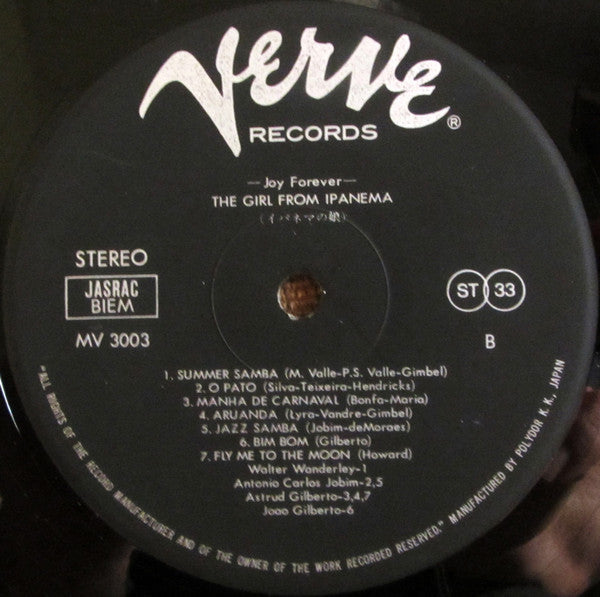 VERVE®
RECORDS
—Joy Forever—
THE GIRL FROM IPANEMA
(イパネマの娘)
STEREO
JASRAC
BIEM
MV 3003
ST 33
B
1. SUMMER SAMBA (M. Valle-P.S. Valle-Gimbel)
2. O PATO (Silva-Teixeira-Hendricks)
3. MANHA DE CARNAVAL (Bonfa-Maria)
4. ARUANDA (Lyra-Vandre-Gimbel)
5. JAZZ SAMBA (Jobim-deMoraes)
6. BIM BOM (Gilberto)
7. FLY ME TO THE MOON (Howard)
Walter Wanderley-1
Antonio Carlos Jobim-2,5
Astrud Gilberto-3,4,7
Joao Gilberto-6
"ALL RIGHTS OF THE RECORD MANUFACTURER AND OF THE OWNER OF THE WORK RECORDED RESERVED." MANUFACTURED BY POLYDOR K.K., JAPAN